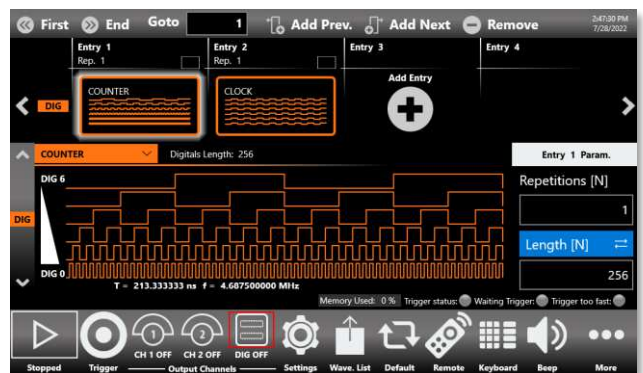 First End Goto 1 Add Prev. Add Next Remove 2:47:30 PM
7/28/2022
Entry 1 Entry 2 Entry 3 Entry 4
Rep. 1 Rep. 1
Add Entry
COUNTER CLOCK
DIG
COUNTER Digitals Length: 256 Entry 1 Param.
DIG 6 Repetitions [N]
1
DIG
Length [N]
DIG 0 256
T = 213.333333 ns f = 4.687500000 MHz
Memory Used: 0 % Trigger status: Waiting Trigger: Trigger too fast:
1 2
CH 1 OFF CH 2 OFF DIG OFF
Stopped Trigger Output Channels Settings Wave. List Default Remote Keyboard Beep More